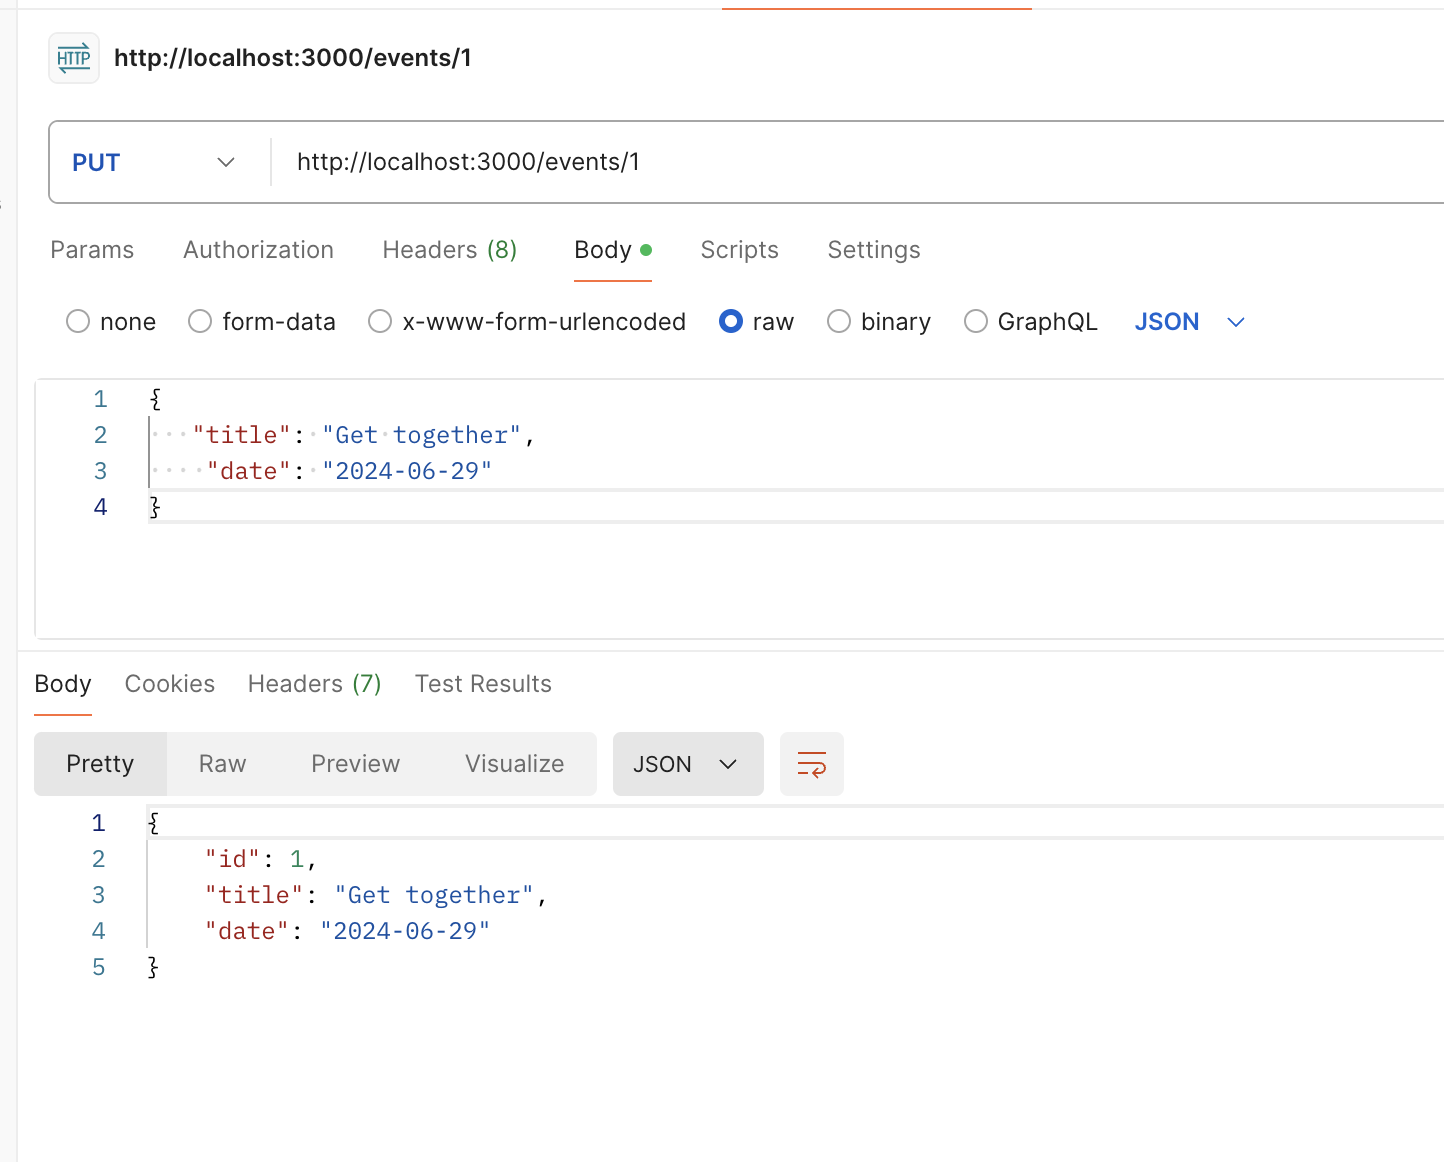 HTTP http://localhost:3000/events/1
PUT http://localhost:3000/events/1
Params Authorization Headers (8) Body Scripts Settings
none form-data x-www-form-urlencoded raw binary GraphQL JSON
1 {
2 "title": "Get together",
3 "date": "2024-06-29"
4 }
Body Cookies Headers (7) Test Results
Pretty Raw Preview Visualize JSON
1 {
2 "id": 1,
3 "title": "Get together",
4 "date": "2024-06-29"
5 }